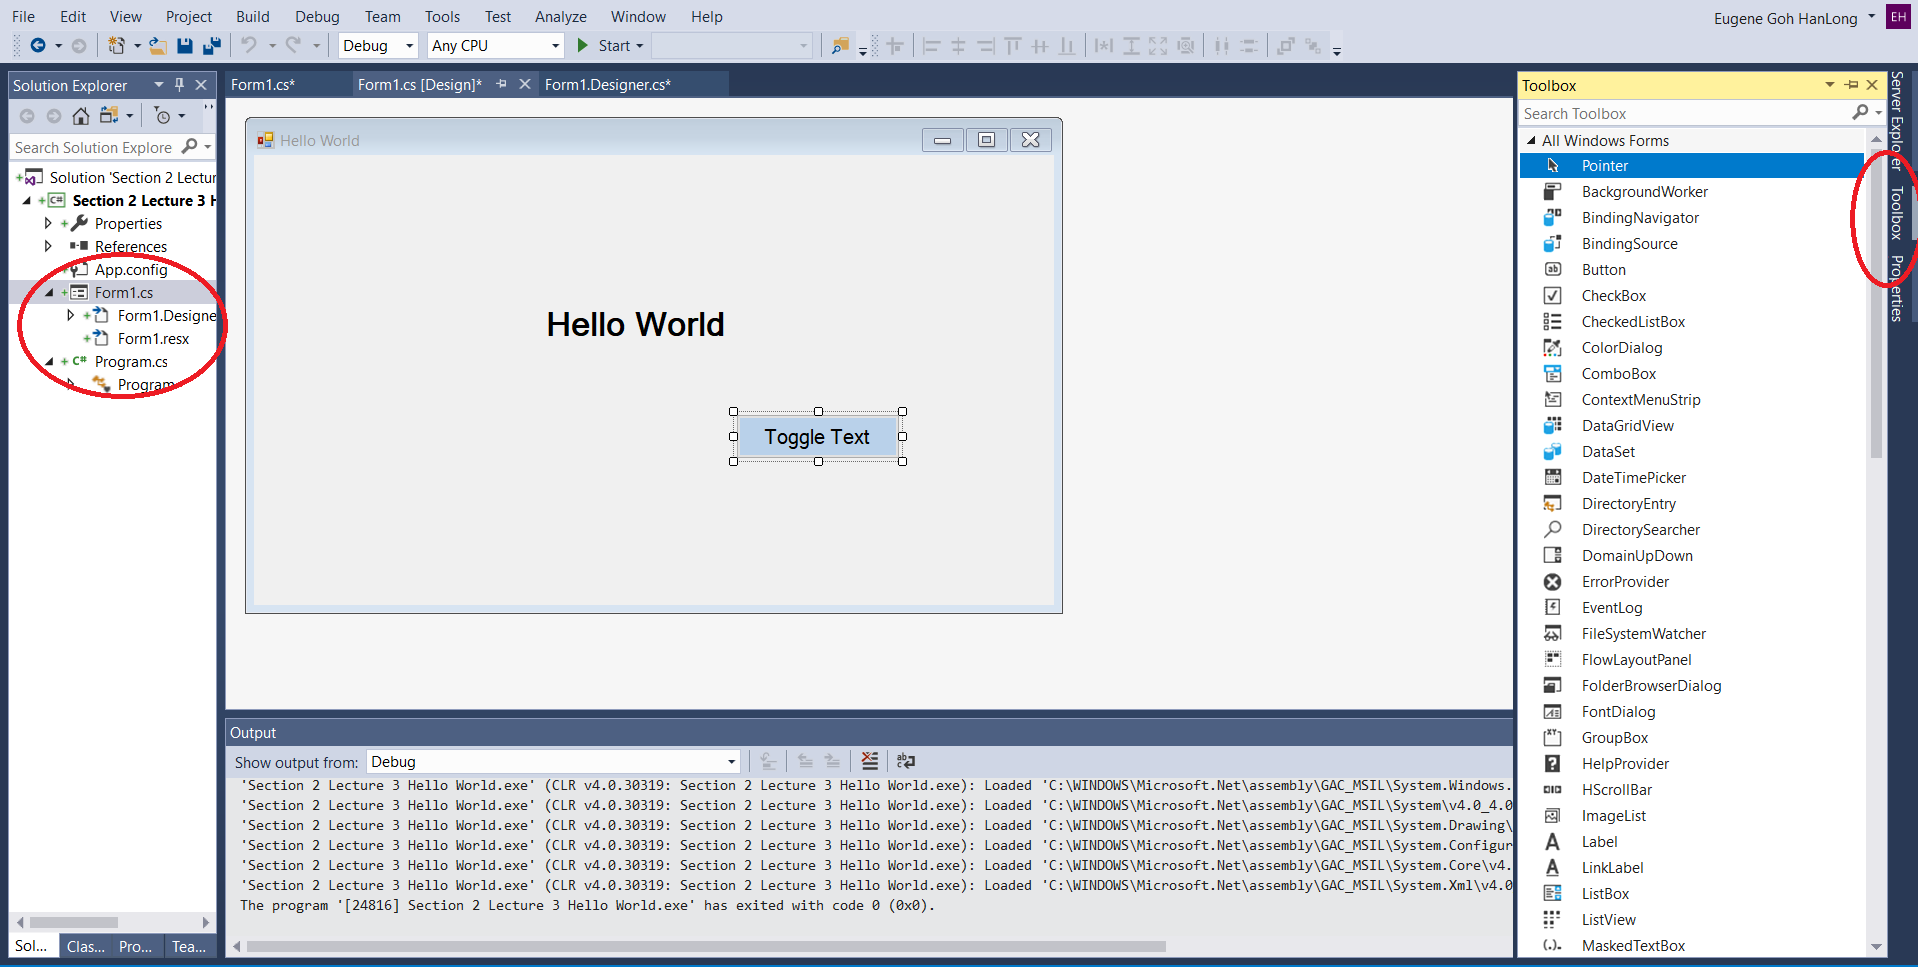 File Edit View Project Build Debug Team Tools Test Analyze Window Help
Eugene Goh HanLong EH
Debug Any CPU Start
Solution Explorer
Search Solution Explore
Solution 'Section 2 Lectur
Section 2 Lecture 3 H
Properties
References
App.config
Form1.cs
Form1.Designe
Form1.resx
Program.cs
Program
Sol... Clas... Pro... Tea...
Form1.cs* Form1.cs [Design]* Form1.Designer.cs*
Hello World
Hello World
Toggle Text
Output
Show output from: Debug
'Section 2 Lecture 3 Hello World.exe' (CLR v4.0.30319: Section 2 Lecture 3 Hello World.exe): Loaded 'C:\WINDOWS\Microsoft.Net\assembly\GAC_MSIL\System.Windows.
'Section 2 Lecture 3 Hello World.exe' (CLR v4.0.30319: Section 2 Lecture 3 Hello World.exe): Loaded 'C:\WINDOWS\Microsoft.Net\assembly\GAC_MSIL\System\v4.0_4.0
'Section 2 Lecture 3 Hello World.exe' (CLR v4.0.30319: Section 2 Lecture 3 Hello World.exe): Loaded 'C:\WINDOWS\Microsoft.Net\assembly\GAC_MSIL\System.Drawing\
'Section 2 Lecture 3 Hello World.exe' (CLR v4.0.30319: Section 2 Lecture 3 Hello World.exe): Loaded 'C:\WINDOWS\Microsoft.Net\assembly\GAC_MSIL\System.Configur
'Section 2 Lecture 3 Hello World.exe' (CLR v4.0.30319: Section 2 Lecture 3 Hello World.exe): Loaded 'C:\WINDOWS\Microsoft.Net\assembly\GAC_MSIL\System.Core\v4.
'Section 2 Lecture 3 Hello World.exe' (CLR v4.0.30319: Section 2 Lecture 3 Hello World.exe): Loaded 'C:\WINDOWS\Microsoft.Net\assembly\GAC_MSIL\System.Xml\v4.0
The program '[24816] Section 2 Lecture 3 Hello World.exe' has exited with code 0 (0x0).
Toolbox
Search Toolbox
All Windows Forms
Pointer
BackgroundWorker
BindingNavigator
BindingSource
Button
CheckBox
CheckedListBox
ColorDialog
ComboBox
ContextMenuStrip
DataGridView
DataSet
DateTimePicker
DirectoryEntry
DirectorySearcher
DomainUpDown
ErrorProvider
EventLog
FileSystemWatcher
FlowLayoutPanel
FolderBrowserDialog
FontDialog
GroupBox
HelpProvider
HScrollBar
ImageList
Label
LinkLabel
ListBox
ListView
MaskedTextBox
Server Explorer
Toolbox
Properties